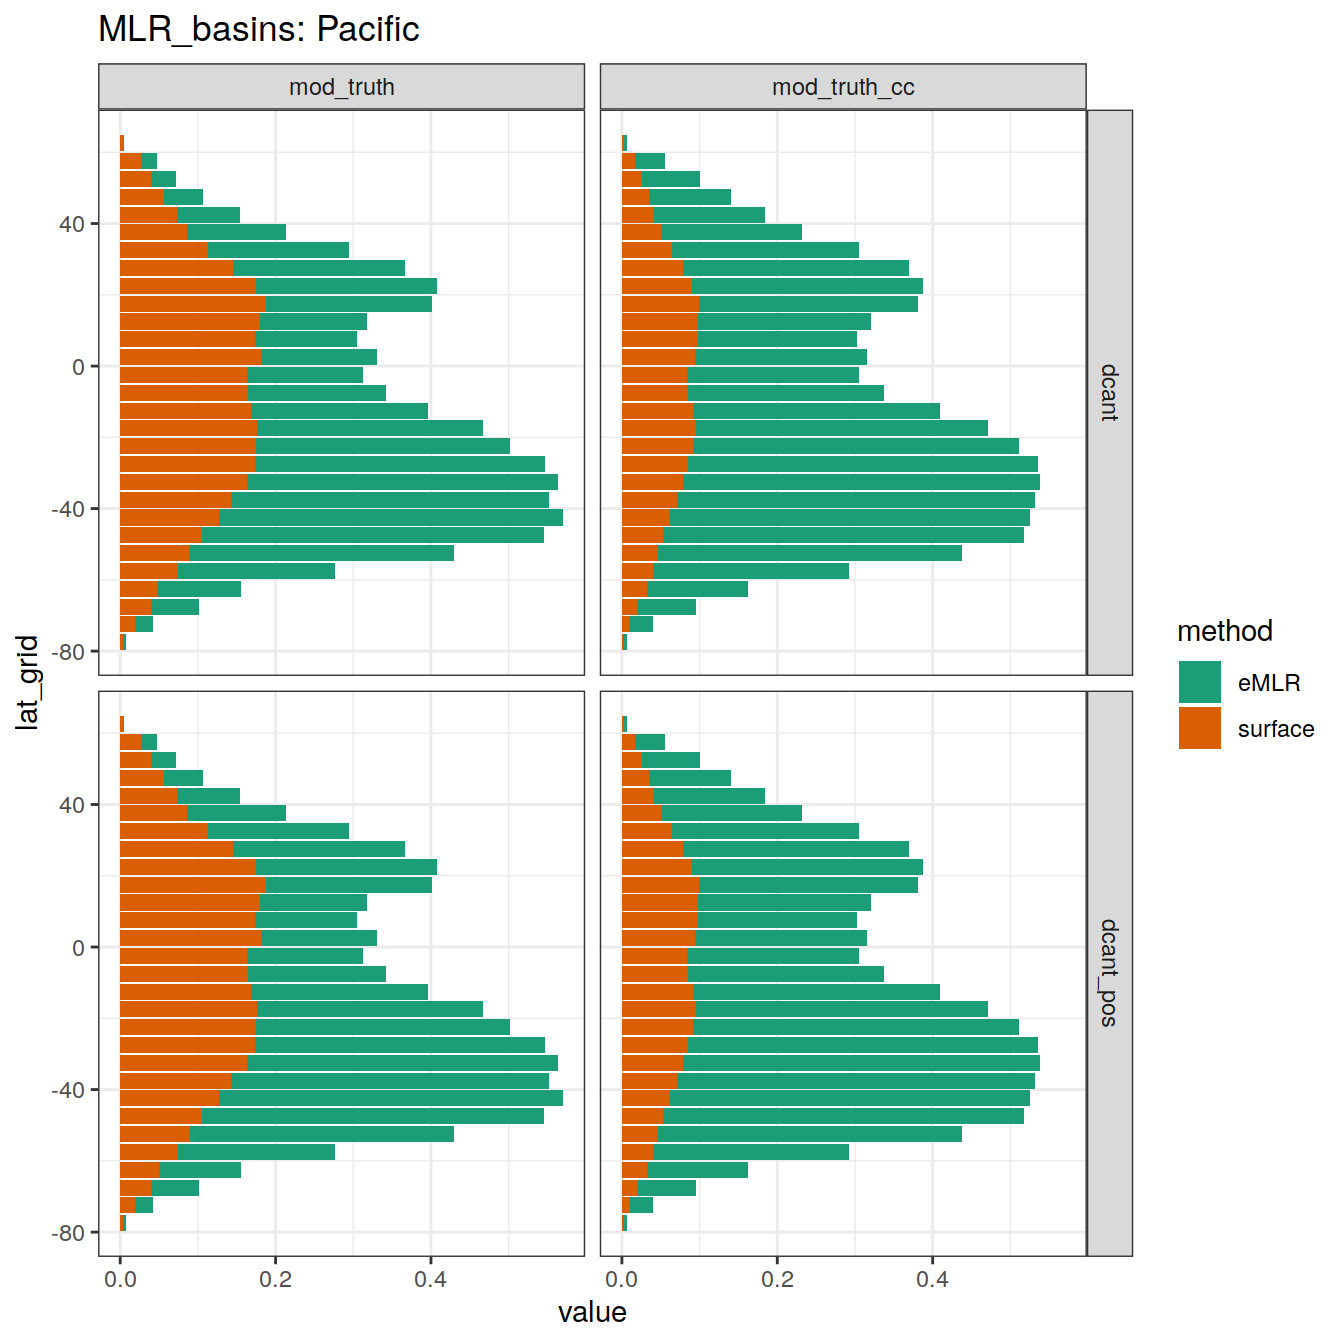 MLR_basins: Pacific
mod_truth
mod_truth_cc
40
0
-40
-80
dcant
40
0
-40
-80
dcant_pos
lat_grid
0.0
0.2
0.4
0.0
0.2
0.4
value
method
eMLR
surface